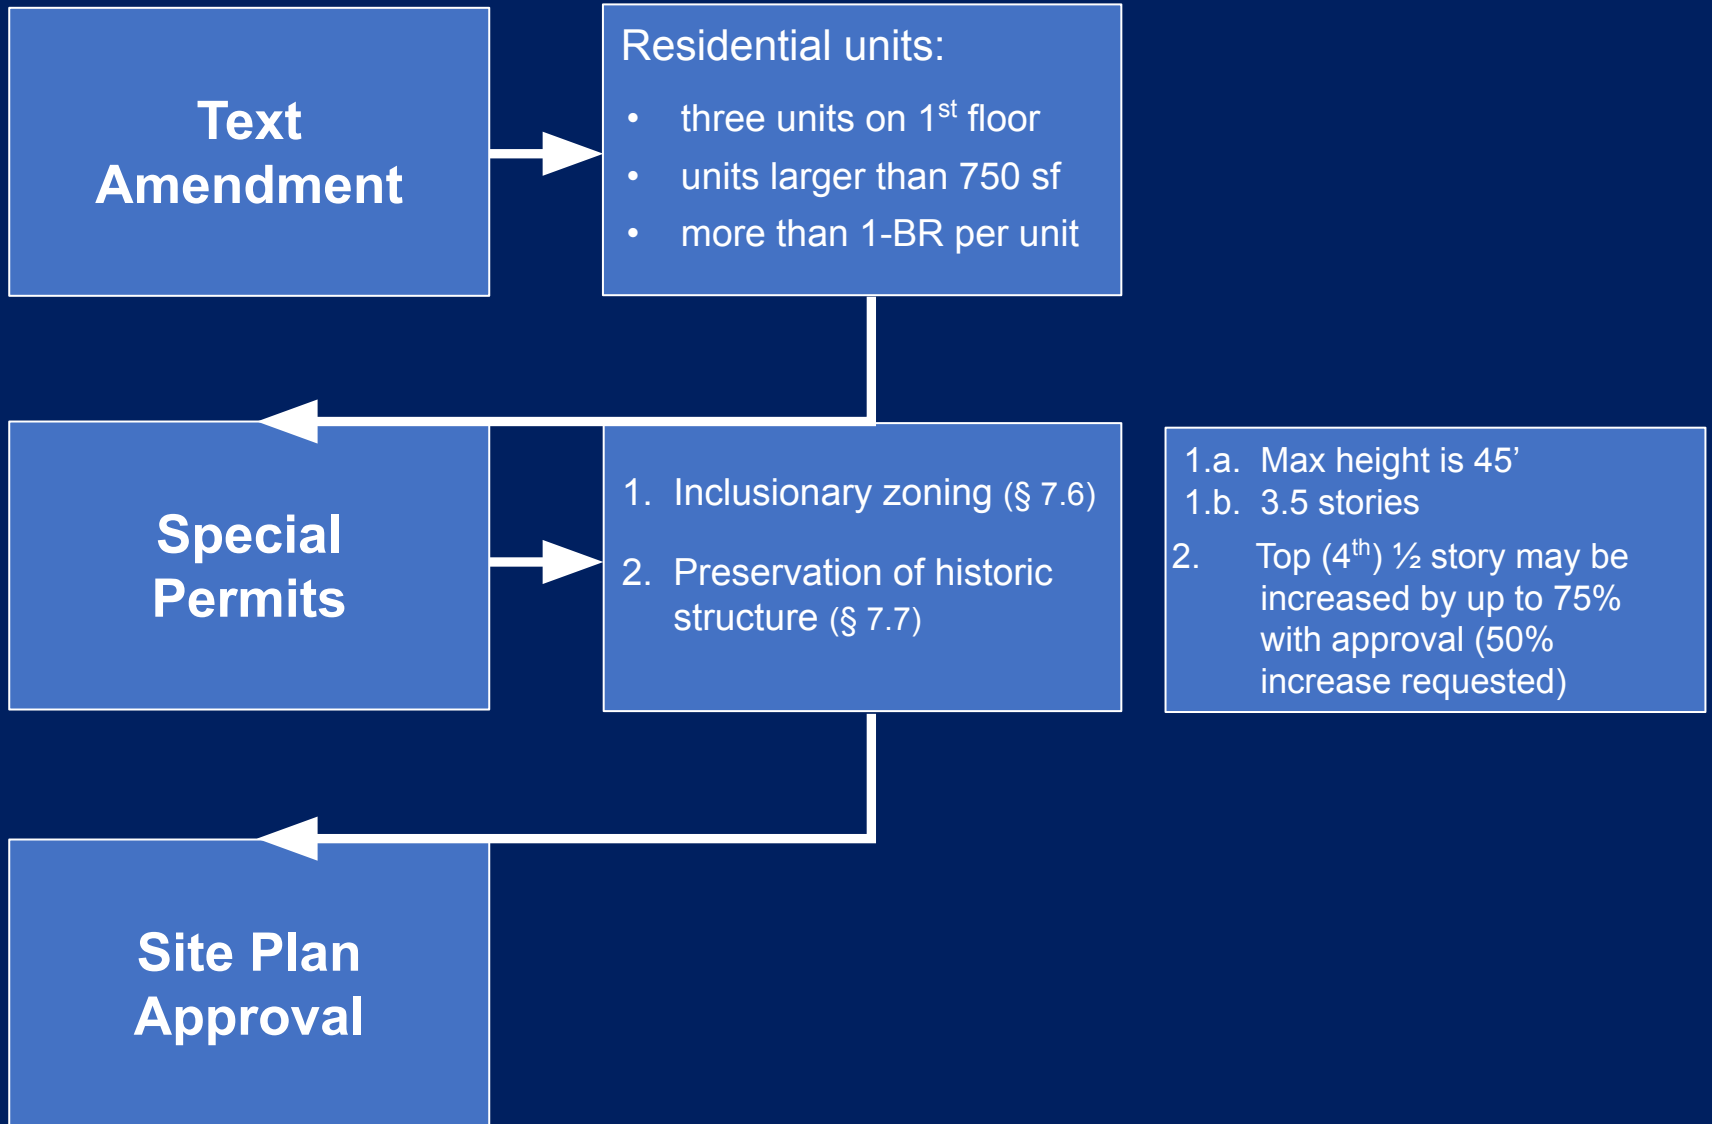 Text
Amendment
Residential units:
• three units on 1st floor
• units larger than 750 sf
• more than 1-BR per unit
Special
Permits
1. Inclusionary zoning (§ 7.6)
2. Preservation of historic
structure (§ 7.7)
1.a. Max height is 45’
1.b. 3.5 stories
2. Top (4th) ½ story may be
increased by up to 75%
with approval (50%
increase requested)
Site Plan
Approval